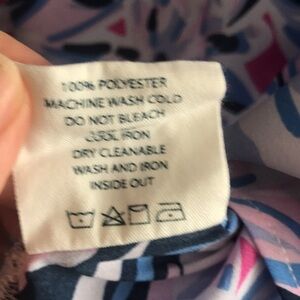 100% POLYESTER
MACHINE WASH COLD
DO NOT BLEACH
COOL IRON
DRY CLEANABLE
WASH AND IRON
INSIDE OUT